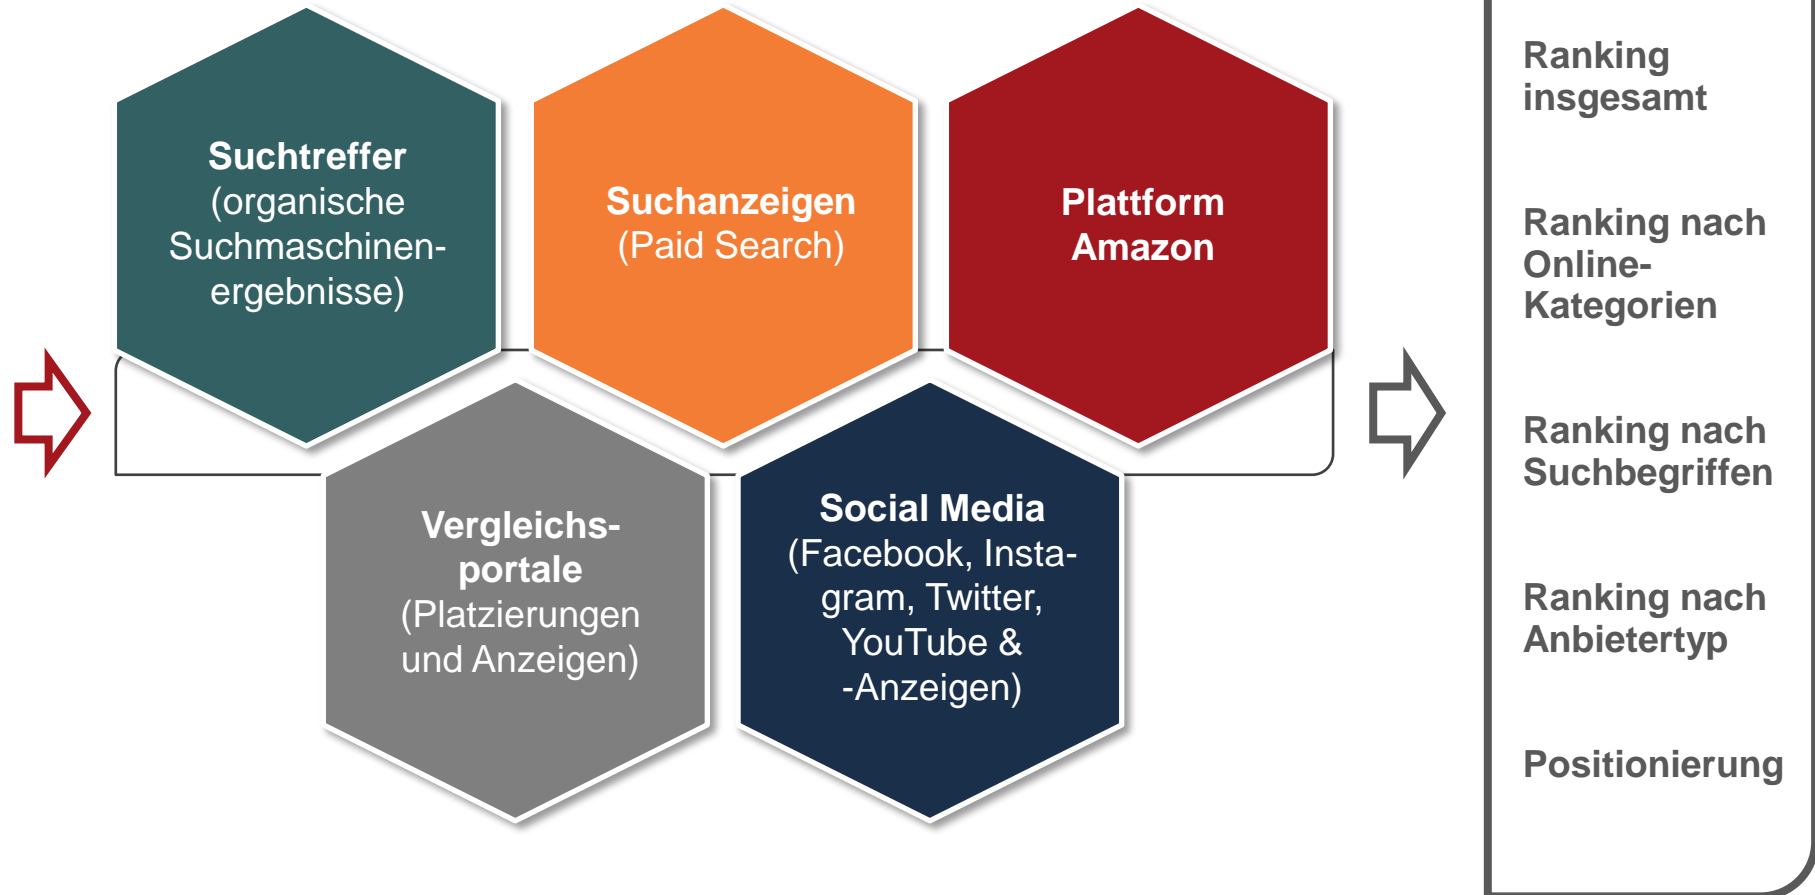 Suchtreffer
(organische
Suchmaschinen-
ergebnisse)
Suchanzeigen
(Paid Search)
Plattform
Amazon
Vergleichs-
portale
(Platzierungen
und Anzeigen)
Social Media
(Facebook, Insta-
gram, Twitter,
YouTube &
-Anzeigen)
Ranking
insgesamt
Ranking nach
Online-
Kategorien
Ranking nach
Suchbegriffen
Ranking nach
Anbietertyp
Positionierung